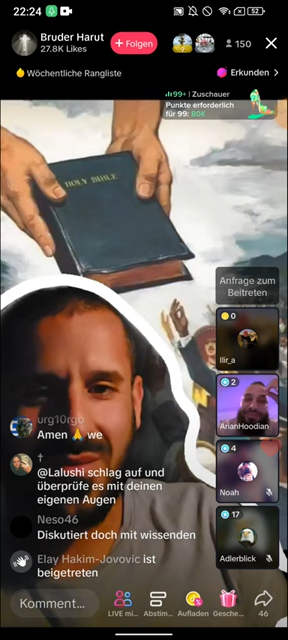 22:24
52
Bruder Harut
27.8K Likes
+ Folgen
150
Wöchentliche Rangliste
Erkunden
99+ Zuschauer
Punkte erforderlich
für 99: 80K
HOLY BIBLE
Anfrage zum
Beitreten
0
Ilir_a
2
ArianHoodian
4
Noah
17
Adlerblick
urg10rgo
Amen 🙏 we
✝
@Lalushi schlag auf und
überprüfe es mit deinen
eigenen Augen
Neso46
Diskutiert doch mit wissenden
Elay Hakim-Jovovic ist
beigetreten
Komment...
LIVE mi...
Abstim...
Aufladen
Gesche...
46